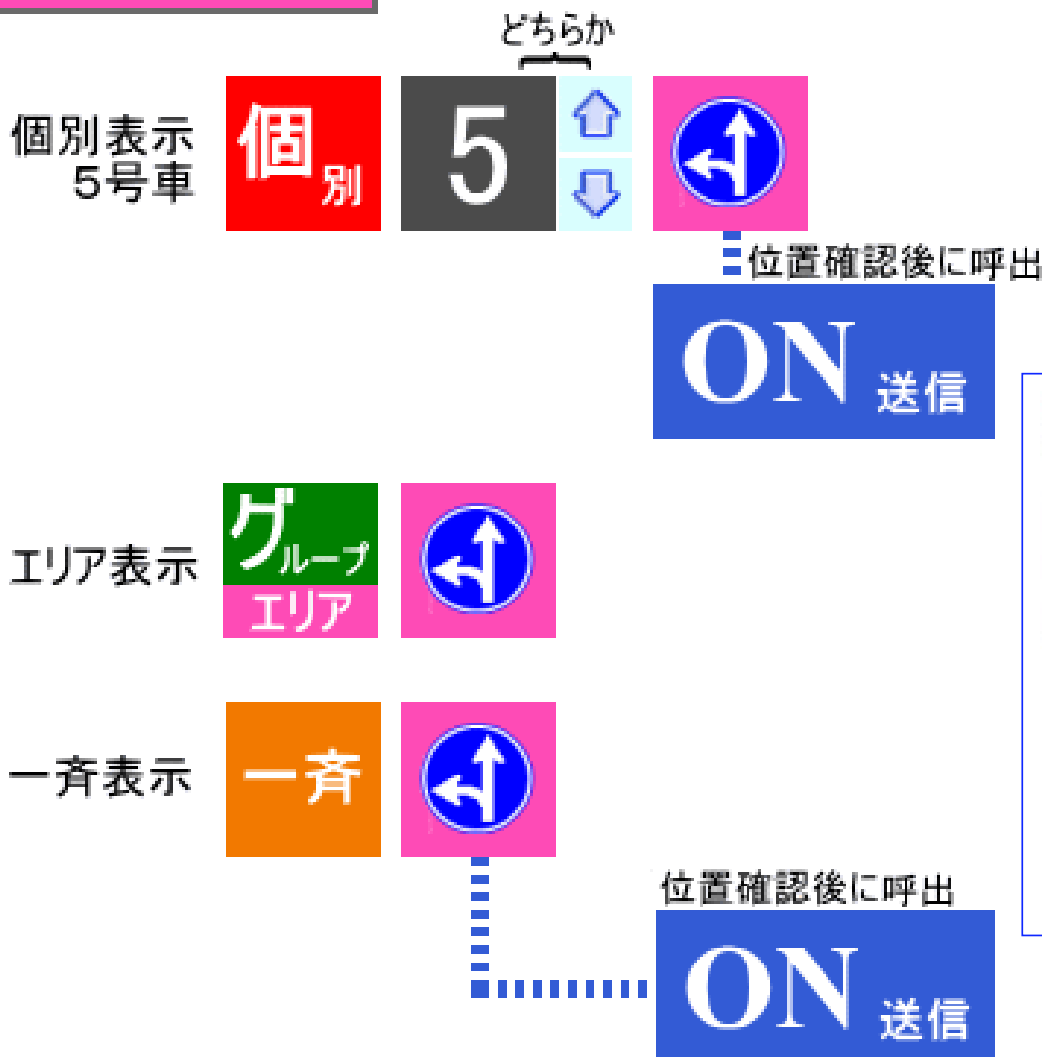 どちらか
個別表示
5号車
個別
5
位置確認後に呼出
ON 送信
エリア表示
グループ
エリア
一斉表示
一斉
位置確認後に呼出
ON 送信